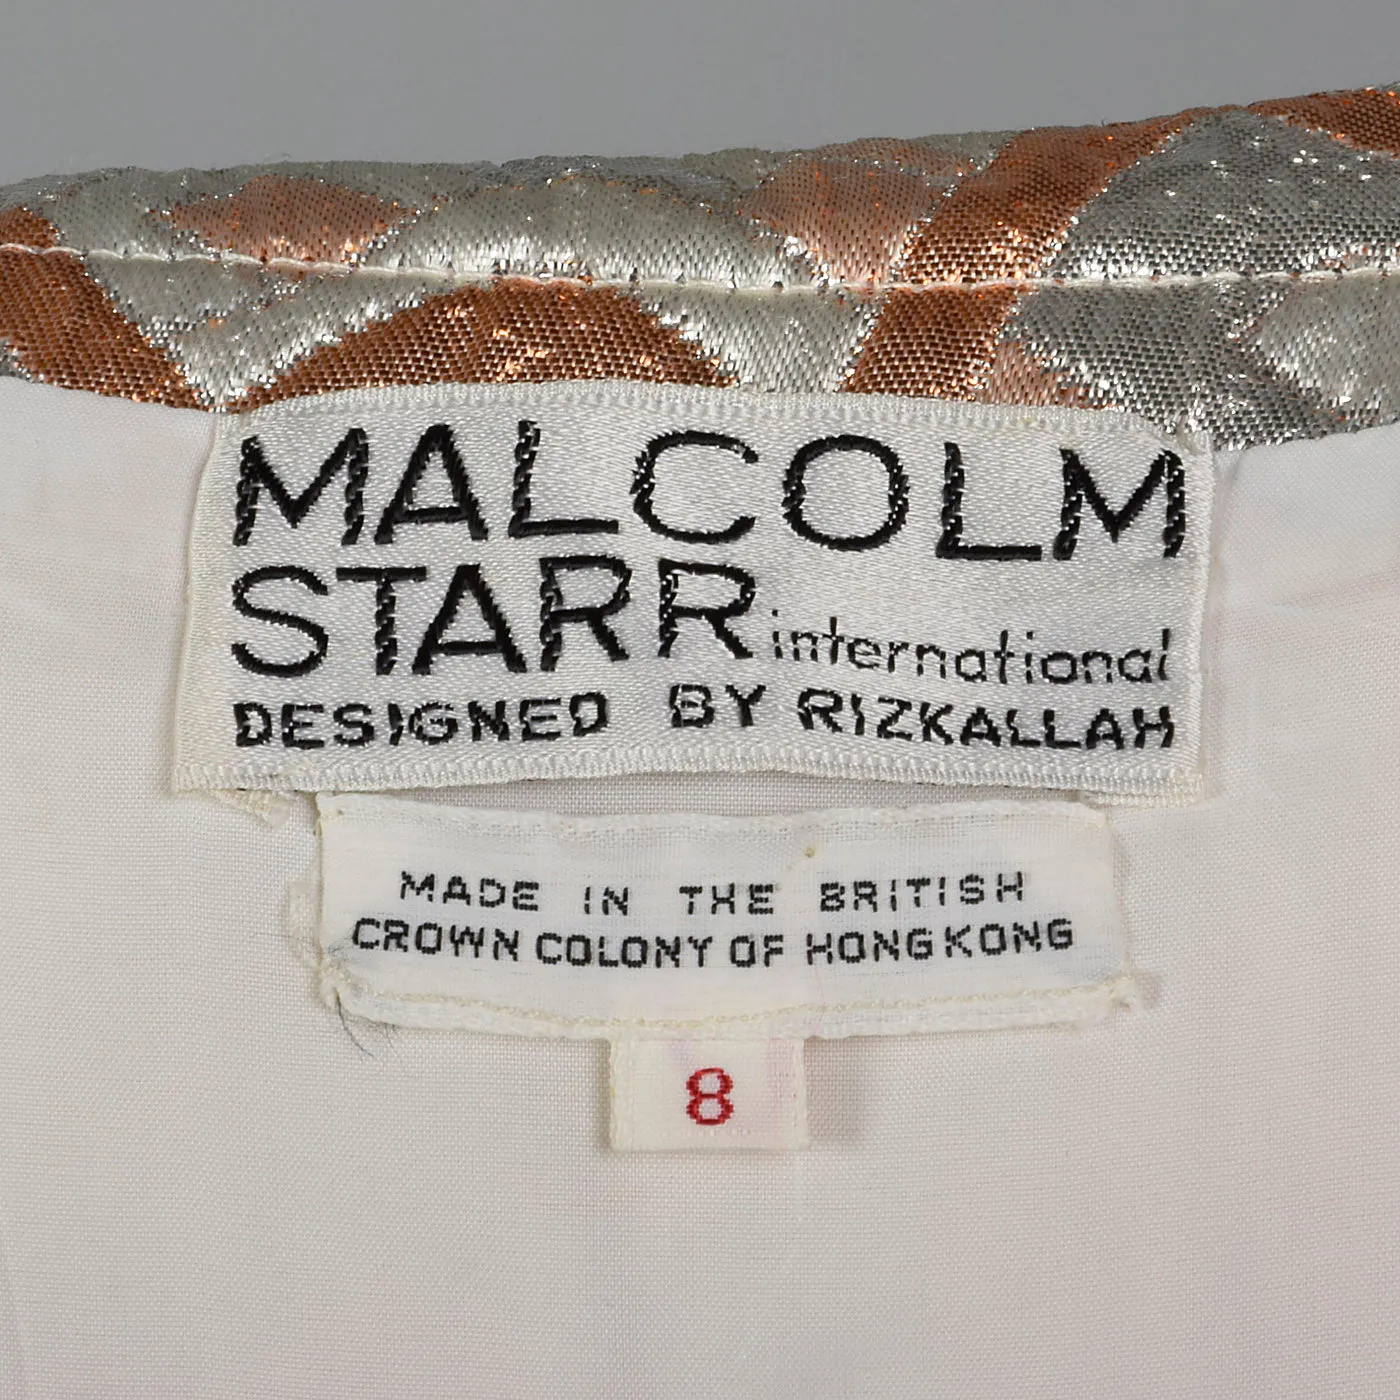 MALCOLM
STARR international
DESIGNED BY RIZKALLAH
MADE IN THE BRITISH
CROWN COLONY OF HONG KONG
8